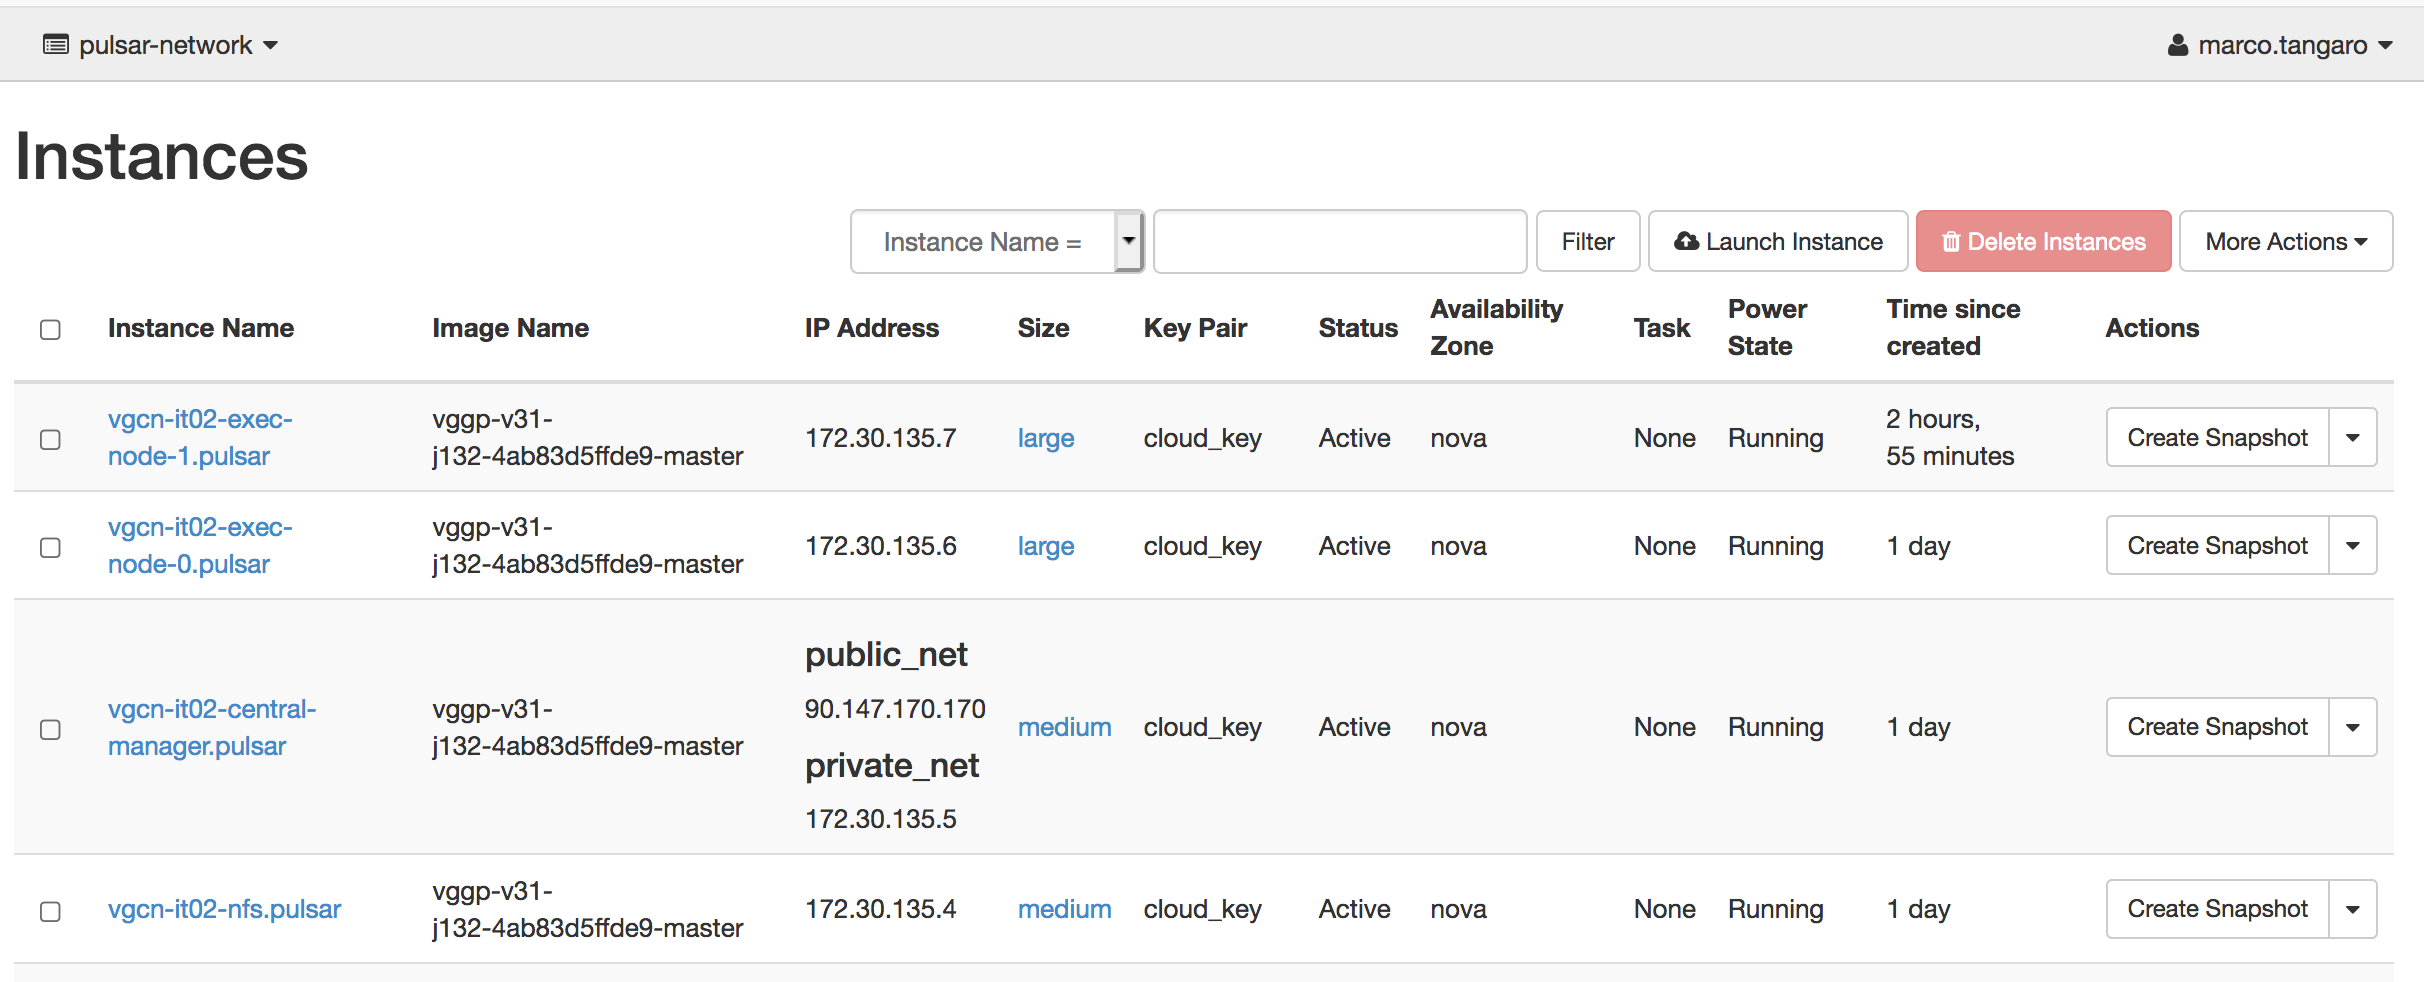 pulsar-network
marco.tangaro
Instances
Instance Name =
Filter
Launch Instance
Delete Instances
More Actions
Instance Name
Image Name
IP Address
Size
Key Pair
Status
Availability
Zone
Task
Power
State
Time since
created
Actions
vgcn-it02-exec-
node-1.pulsar
vggp-v31-
j132-4ab83d5ffde9-master
172.30.135.7
large
cloud_key
Active
nova
None
Running
2 hours,
55 minutes
Create Snapshot
vgcn-it02-exec-
node-0.pulsar
vggp-v31-
j132-4ab83d5ffde9-master
172.30.135.6
large
cloud_key
Active
nova
None
Running
1 day
Create Snapshot
vgcn-it02-central-
manager.pulsar
vggp-v31-
j132-4ab83d5ffde9-master
public_net
90.147.170.170
private_net
172.30.135.5
medium
cloud_key
Active
nova
None
Running
1 day
Create Snapshot
vgcn-it02-nfs.pulsar
vggp-v31-
j132-4ab83d5ffde9-master
172.30.135.4
medium
cloud_key
Active
nova
None
Running
1 day
Create Snapshot